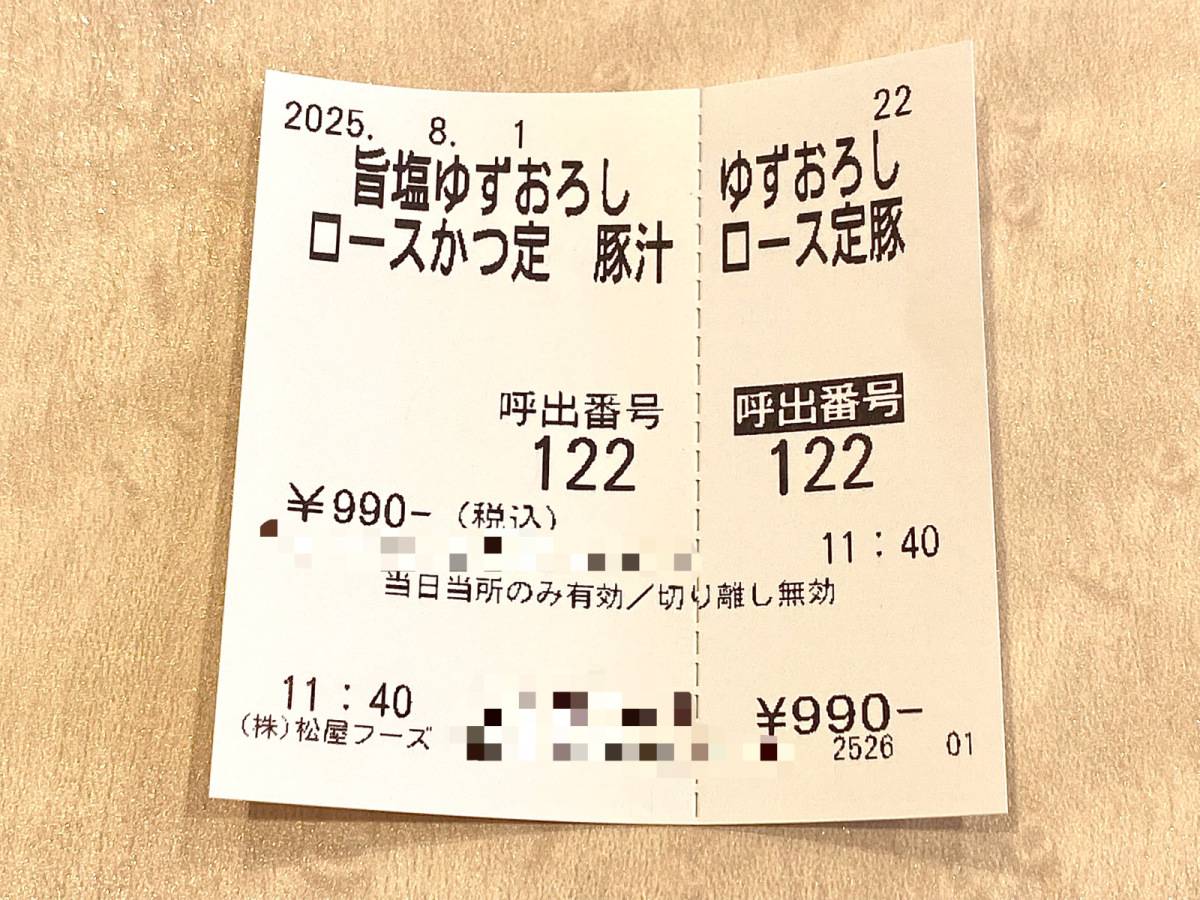 2025. 8. 1
旨塩ゆずおろし
ロースかつ定 豚汁
呼出番号
122
¥990-(税込)
当日当所のみ有効/切り離し無効
11:40
(株)松屋フーズ
22
ゆずおろし
ロース定豚
呼出番号
122
11:40
¥990-
2526 01